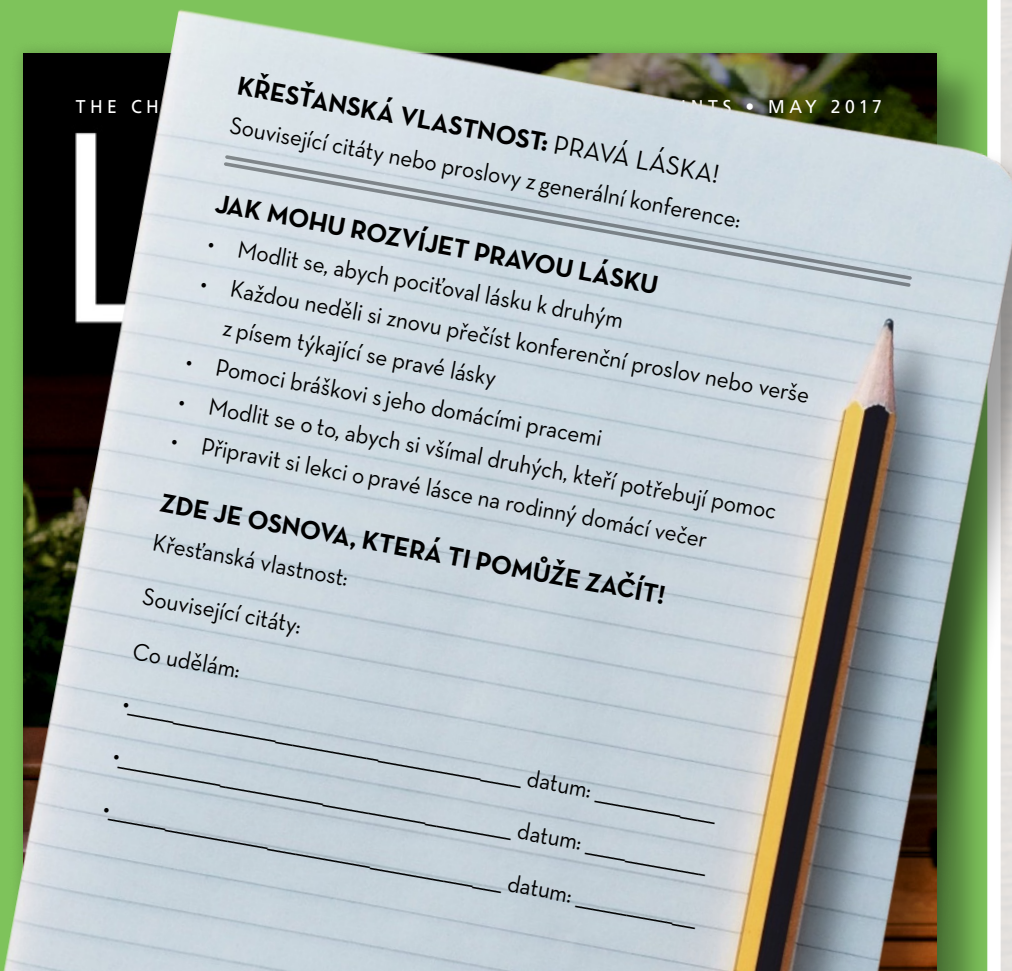 THE CH
NTS • MAY 2017
L
KŘESŤANSKÁ VLASTNOST: PRAVÁ LÁSKA!
Související citáty nebo proslovy z generální konference:
JAK MOHU ROZVÍJET PRAVOU LÁSKU
• Modlit se, abych pociťoval lásku k druhým
• Každou neděli si znovu přečíst konferenční proslov nebo verše
z písem týkající se pravé lásky
• Pomoci bráškovi s jeho domácími pracemi
• Modlit se o to, abych si všímal druhých, kteří potřebují pomoc
• Připravit si lekci o pravé lásce na rodinný domácí večer
ZDE JE OSNOVA, KTERÁ TI POMŮŽE ZAČÍT!
Křesťanská vlastnost:
Související citáty:
Co udělám:
• datum:
• datum:
• datum: